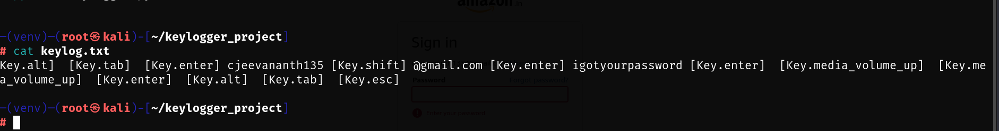 amazon.in
─(venv)─(root㉿kali)-[~/keylogger_project]
# cat keylog.txt
Sign in
Key.alt]  [Key.tab]  [Key.enter] cjeevananth135 [Key.shift] @gmail.com [Key.enter] igotyourpassword [Key.enter]  [Key.media_volume_up]  [Key.me
a_volume_up]  [Key.enter]  [Key.alt]  [Key.tab]  [Key.esc]
Password Forgot password?
─(venv)─(root㉿kali)-[~/keylogger_project]
! Enter your password
#